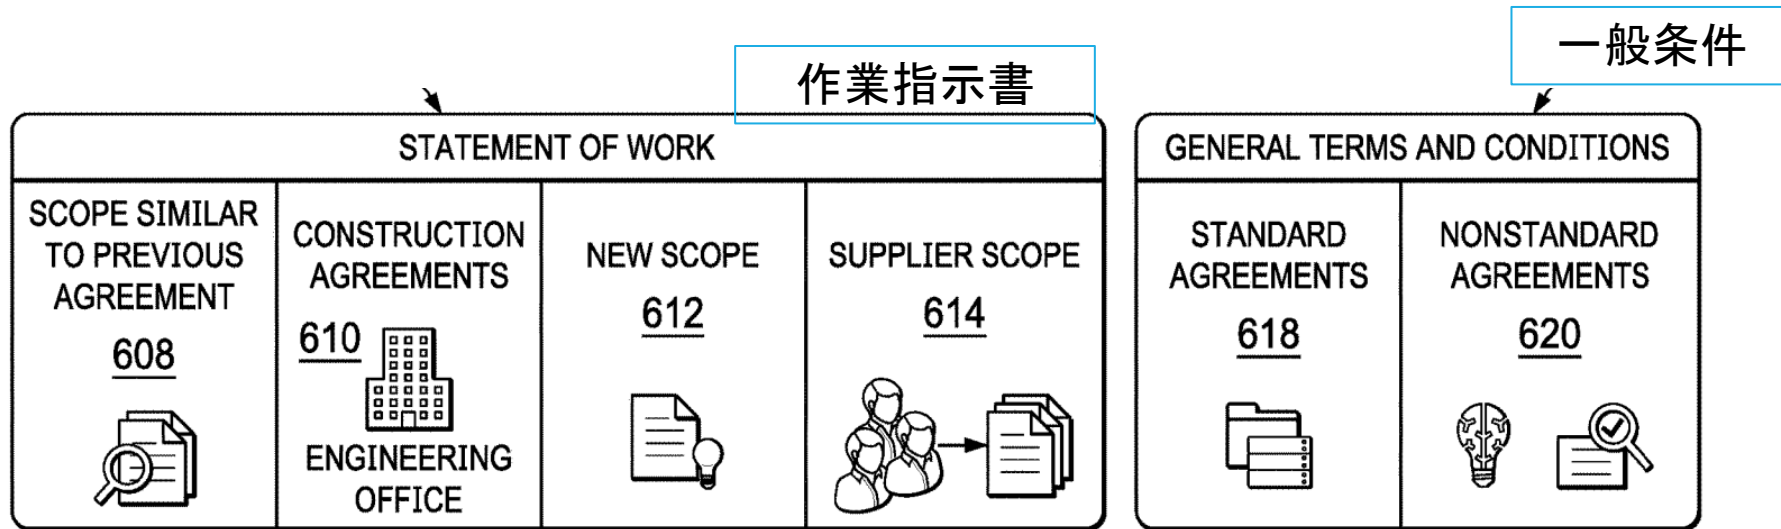 作業指示書
一般条件
STATEMENT OF WORK
SCOPE SIMILAR
TO PREVIOUS
AGREEMENT
608
CONSTRUCTION
AGREEMENTS
610
ENGINEERING
OFFICE
NEW SCOPE
612
SUPPLIER SCOPE
614
GENERAL TERMS AND CONDITIONS
STANDARD
AGREEMENTS
618
NONSTANDARD
AGREEMENTS
620